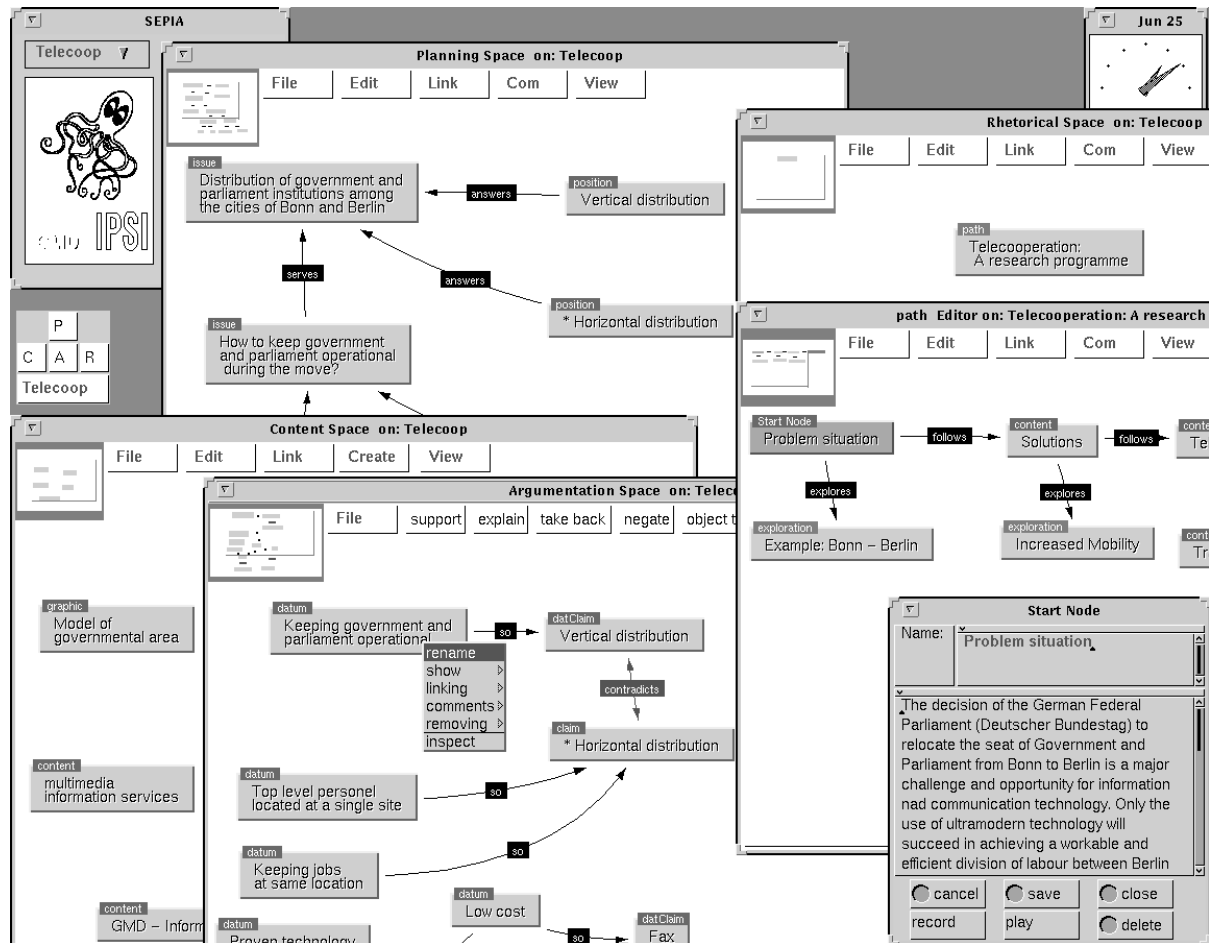 SEPIA
Telecoop
IPSI
P
C A R
Telecoop
Jun 25
Planning Space on: Telecoop
File Edit Link Com View
issue
Distribution of government and
parliament institutions among
the cities of Bonn and Berlin
answers
position
Vertical distribution
serves
answers
position
* Horizontal distribution
issue
How to keep government
and parliament operational
during the move?
Rhetorical Space on: Telecoop
File Edit Link Com View
path
Telecooperation:
A research programme
path Editor on: Telecooperation: A research
File Edit Link Com View
Start Node
Problem situation
follows
content
Solutions
follows
conte
Te
explores
explores
exploration
Example: Bonn – Berlin
exploration
Increased Mobility
cont
Tr
Content Space on: Telecoop
File Edit Link Create View
graphic
Model of
governmental area
content
multimedia
information services
content
GMD – Inform
Argumentation Space on: Teleco
File support explain take back negate object t
datum
Keeping government and
parliament operational
so
datClaim
Vertical distribution
rename
show
linking
comments
removing
inspect
contradicts
claim
* Horizontal distribution
datum
Top level personel
located at a single site
so
datum
Keeping jobs
at same location
so
datum
Low cost
datum
Proven technology
so
datClaim
Fax
Start Node
Name:
Problem situation
The decision of the German Federal
Parliament (Deutscher Bundestag) to
relocate the seat of Government and
Parliament from Bonn to Berlin is a major
challenge and opportunity for information
nad communication technology. Only the
use of ultramodern technology will
succeed in achieving a workable and
efficient division of labour between Berlin
cancel save close
record play delete